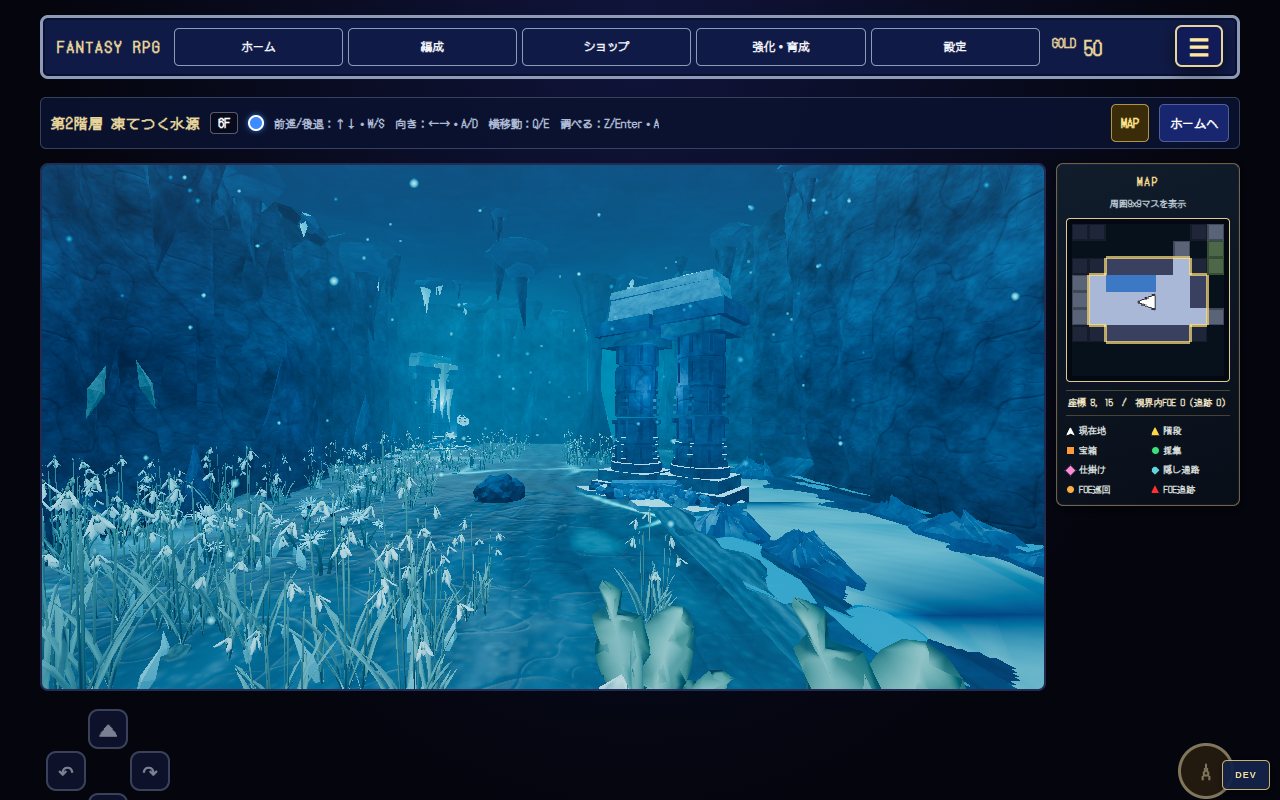 FANTASY RPG ホーム 編成 ショップ 強化・育成 設定 GOLD 50
第2階層 凍てつく水源 6F 前進/後退：↑↓・W/S 向き：←→・A/D 横移動：Q/E 調べる：Z/Enter・A MAP ホームへ
MAP
周囲9x9マスを表示
座標 8, 15 / 視界内FOE 0 (追跡 0)
現在地 階段
宝箱 採集
仕掛け 隠し通路
FOE巡回 FOE追跡
A DEV